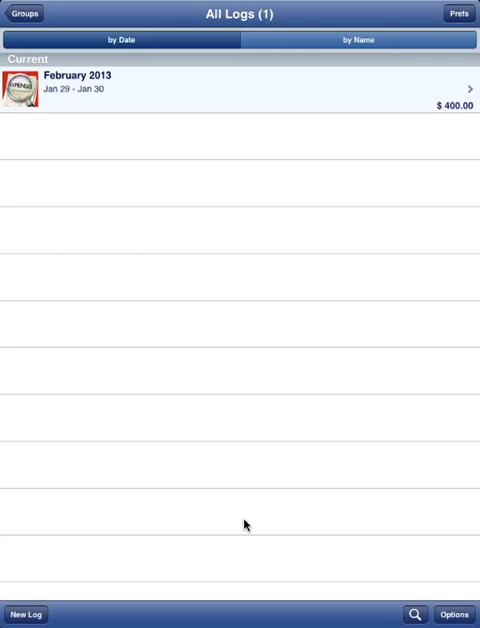 Groups
All Logs (1)
Prefs
by Date
by Name
Current
February 2013
Jan 29 - Jan 30
$ 400.00
New Log
Options